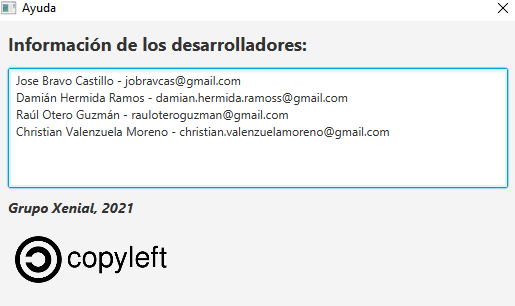 Ayuda
Información de los desarrolladores:
Jose Bravo Castillo - jobravcas@gmail.com
Damián Hermida Ramos - damian.hermida.ramoss@gmail.com
Raúl Otero Guzmán - rauloteroguzman@gmail.com
Christian Valenzuela Moreno - christian.valenzuelamoreno@gmail.com
Grupo Xenial, 2021
copyleft